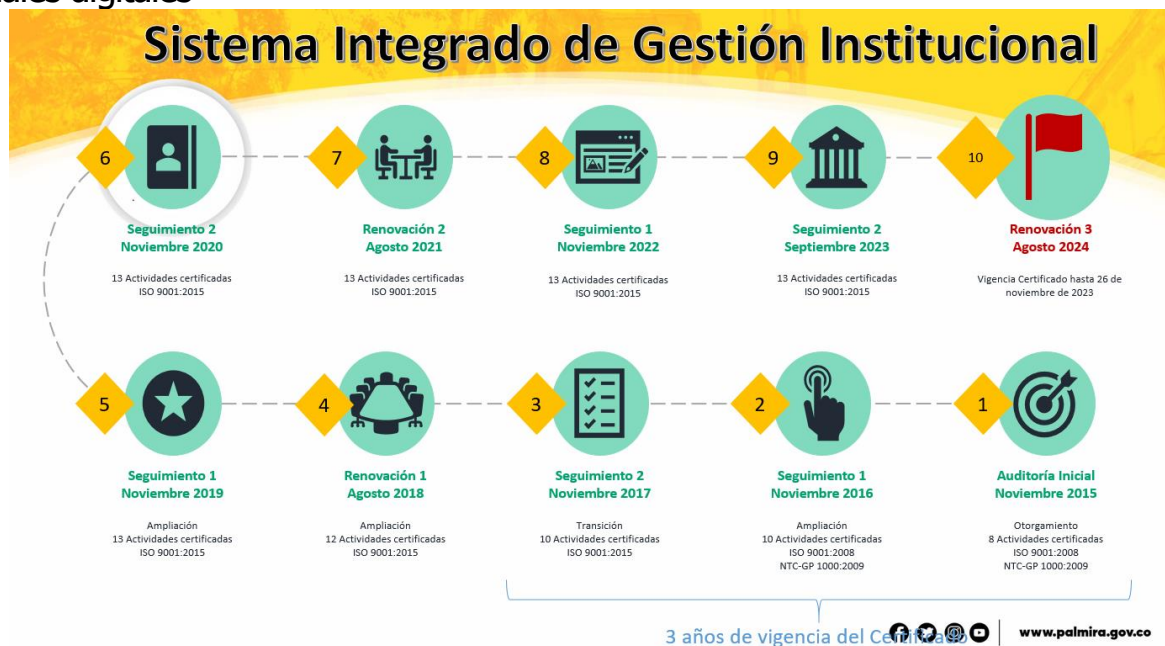 Sistema Integrado de Gestión Institucional
6
7
8
9
10
Seguimiento 2
Noviembre 2020
13 Actividades certificadas
ISO 9001:2015
Renovación 2
Agosto 2021
13 Actividades certificadas
ISO 9001:2015
Seguimiento 1
Noviembre 2022
13 Actividades certificadas
ISO 9001:2015
Seguimiento 2
Septiembre 2023
13 Actividades certificadas
ISO 9001:2015
Renovación 3
Agosto 2024
Vigencia Certificado hasta 26 de
noviembre de 2023
5
4
3
2
1
Seguimiento 1
Noviembre 2019
Ampliación
13 Actividades certificadas
ISO 9001:2015
Renovación 1
Agosto 2018
Ampliación
12 Actividades certificadas
ISO 9001:2015
Seguimiento 2
Noviembre 2017
Transición
10 Actividades certificadas
ISO 9001:2015
Seguimiento 1
Noviembre 2016
Ampliación
10 Actividades certificadas
ISO 9001:2008
NTC-GP 1000:2009
Auditoría Inicial
Noviembre 2015
Otorgamiento
8 Actividades certificadas
ISO 9001:2008
NTC-GP 1000:2009
3 años de vigencia del Certificado
www.palmira.gov.co